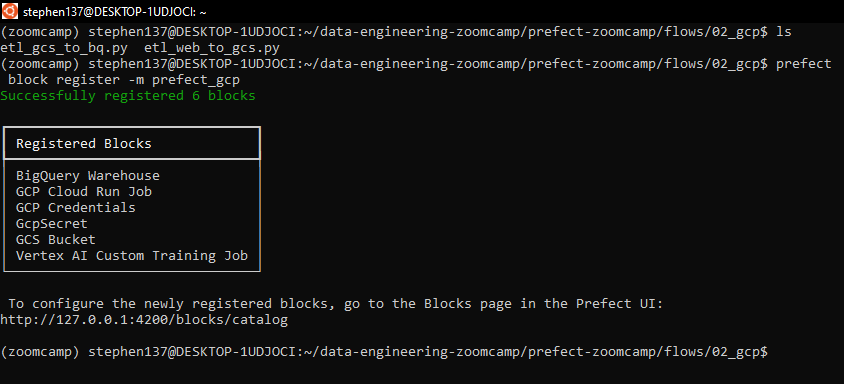 stephen137@DESKTOP-1UDJOCI: ~
(zoomcamp) stephen137@DESKTOP-1UDJOCI:~/data-engineering-zoomcamp/prefect-zoomcamp/flows/02_gcp$ ls
etl_gcs_to_bq.py  etl_web_to_gcs.py
(zoomcamp) stephen137@DESKTOP-1UDJOCI:~/data-engineering-zoomcamp/prefect-zoomcamp/flows/02_gcp$ prefect
block register -m prefect_gcp
Successfully registered 6 blocks
Registered Blocks
BigQuery Warehouse
GCP Cloud Run Job
GCP Credentials
GcpSecret
GCS Bucket
Vertex AI Custom Training Job
To configure the newly registered blocks, go to the Blocks page in the Prefect UI:
http://127.0.0.1:4200/blocks/catalog
(zoomcamp) stephen137@DESKTOP-1UDJOCI:~/data-engineering-zoomcamp/prefect-zoomcamp/flows/02_gcp$